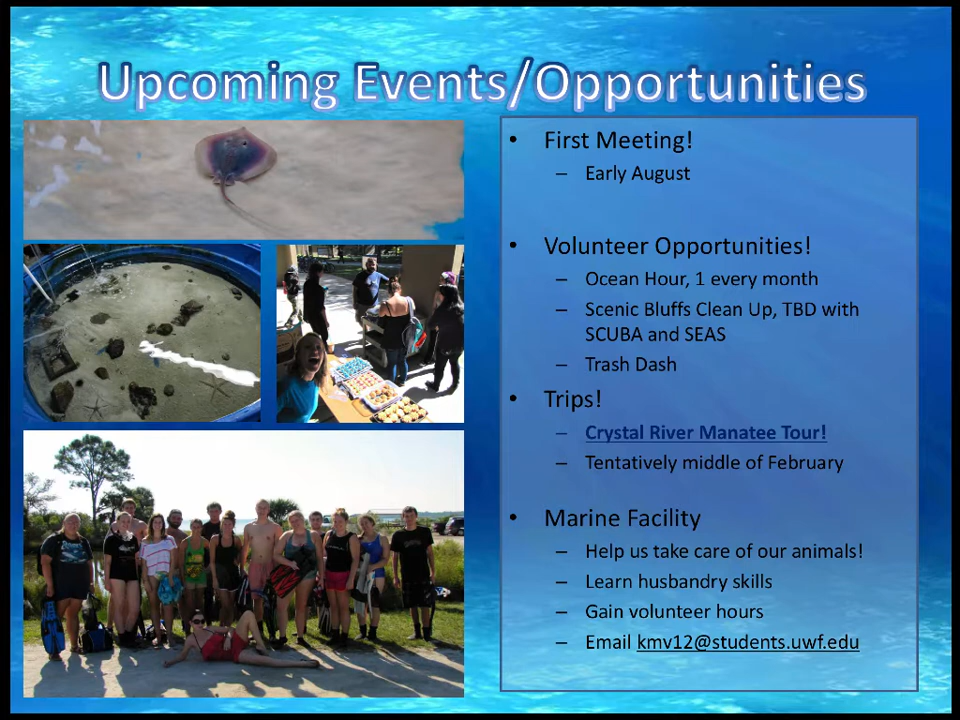 Upcoming Events/Opportunities
• First Meeting!
– Early August
• Volunteer Opportunities!
– Ocean Hour, 1 every month
– Scenic Bluffs Clean Up, TBD with
SCUBA and SEAS
– Trash Dash
• Trips!
– Crystal River Manatee Tour!
– Tentatively middle of February
• Marine Facility
– Help us take care of our animals!
– Learn husbandry skills
– Gain volunteer hours
– Email kmv12@students.uwf.edu